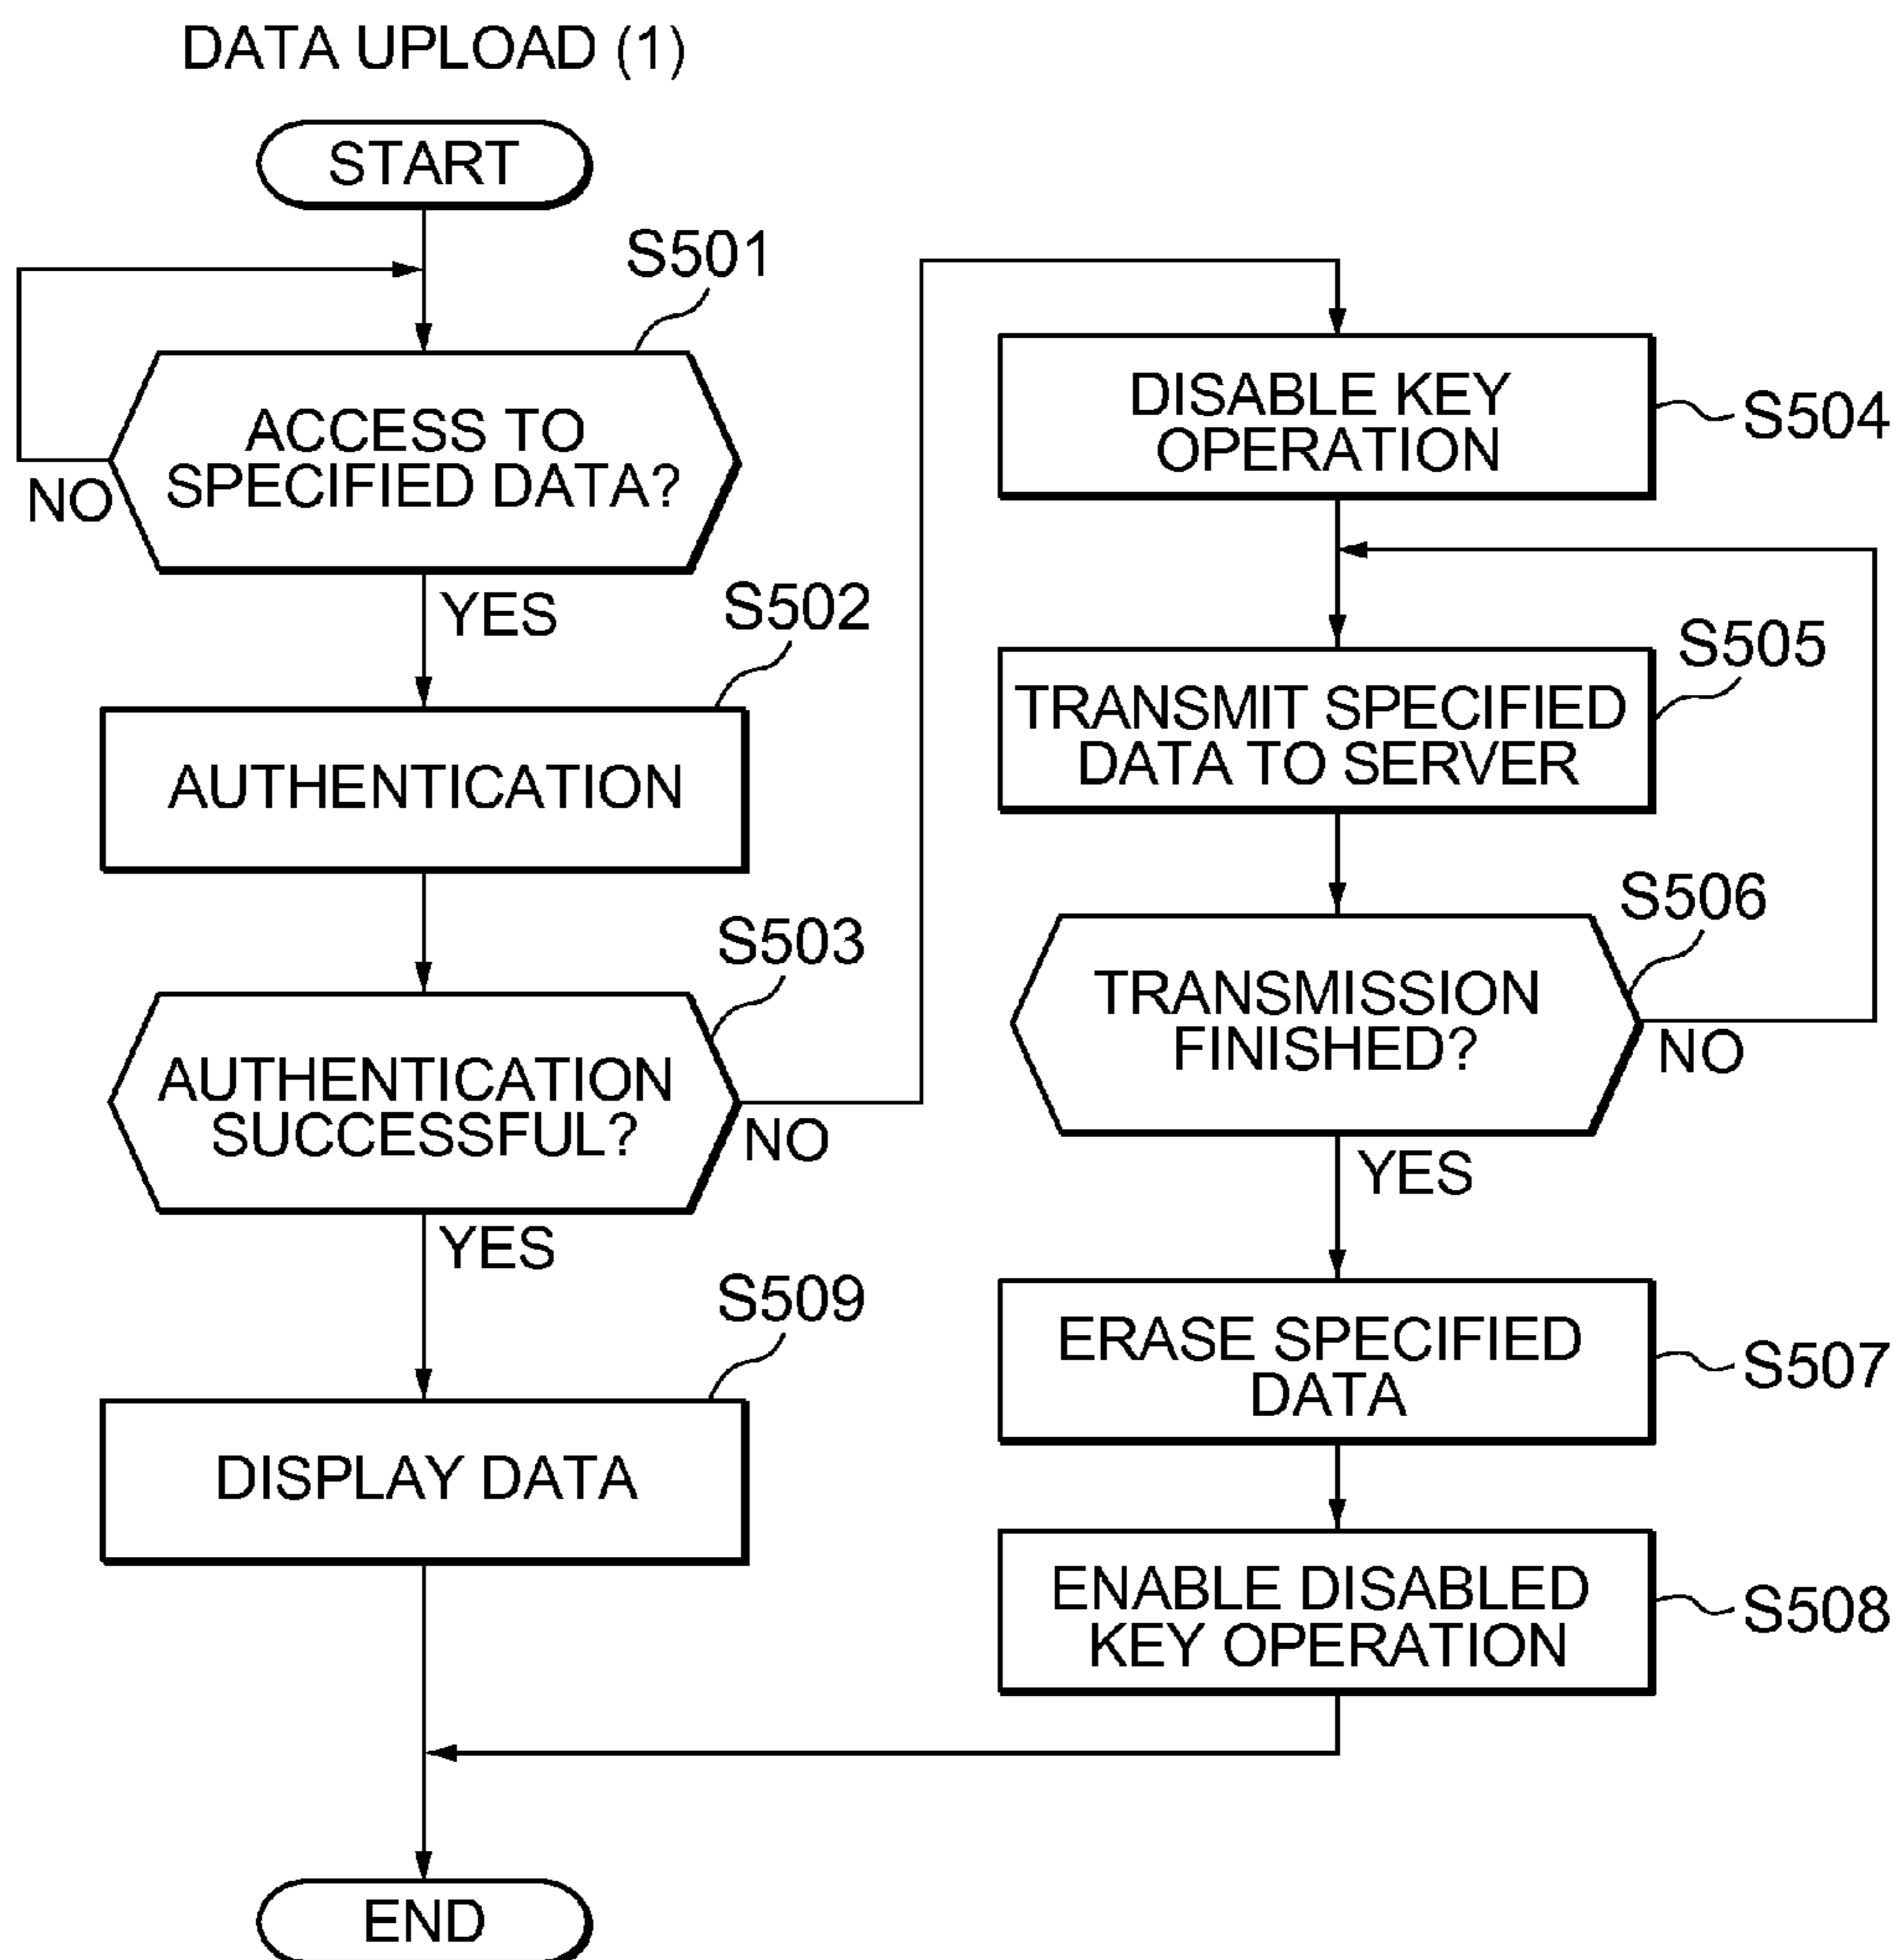 DATA UPLOAD (1)
START
S501
ACCESS TO
SPECIFIED DATA?
NO
YES
S502
AUTHENTICATION
S503
AUTHENTICATION
SUCCESSFUL?
NO
YES
S509
DISPLAY DATA
END
DISABLE KEY
OPERATION
S504
S505
TRANSMIT SPECIFIED
DATA TO SERVER
S506
TRANSMISSION
FINISHED?
NO
YES
ERASE SPECIFIED
DATA
S507
ENABLE DISABLED
KEY OPERATION
S508